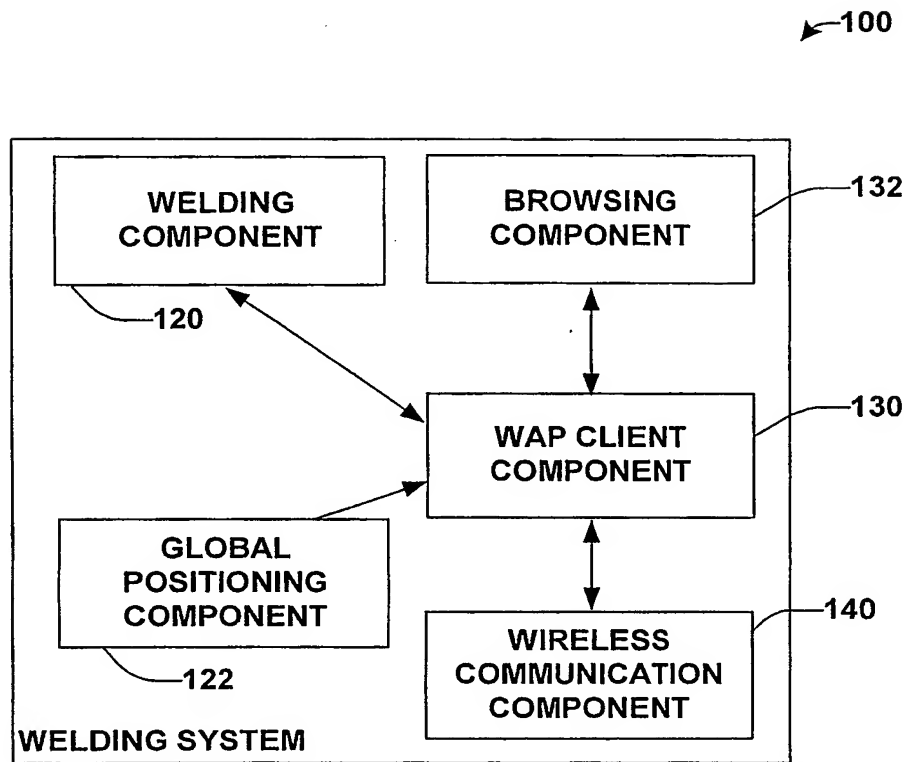 100
WELDING
COMPONENT
120
BROWSING
COMPONENT
132
WAP CLIENT
COMPONENT
130
GLOBAL
POSITIONING
COMPONENT
122
WIRELESS
COMMUNICATION
COMPONENT
140
WELDING SYSTEM